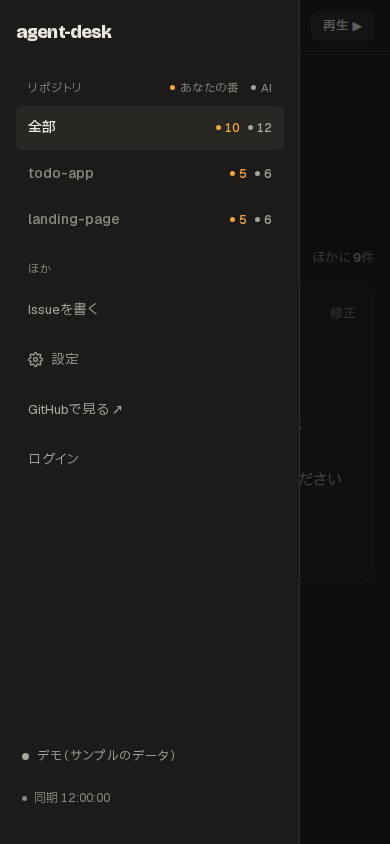 agent-desk
再生 ▶
リポジトリ ● あなたの番 ● AI
全部 ● 10 ● 12
todo-app ● 5 ● 6
landing-page ● 5 ● 6
ほかに9件
ほか
Issueを書く
修正
設定
GitHubで見る ↗
ログイン
ださい
● デモ(サンプルのデータ)
● 同期 12:00:00